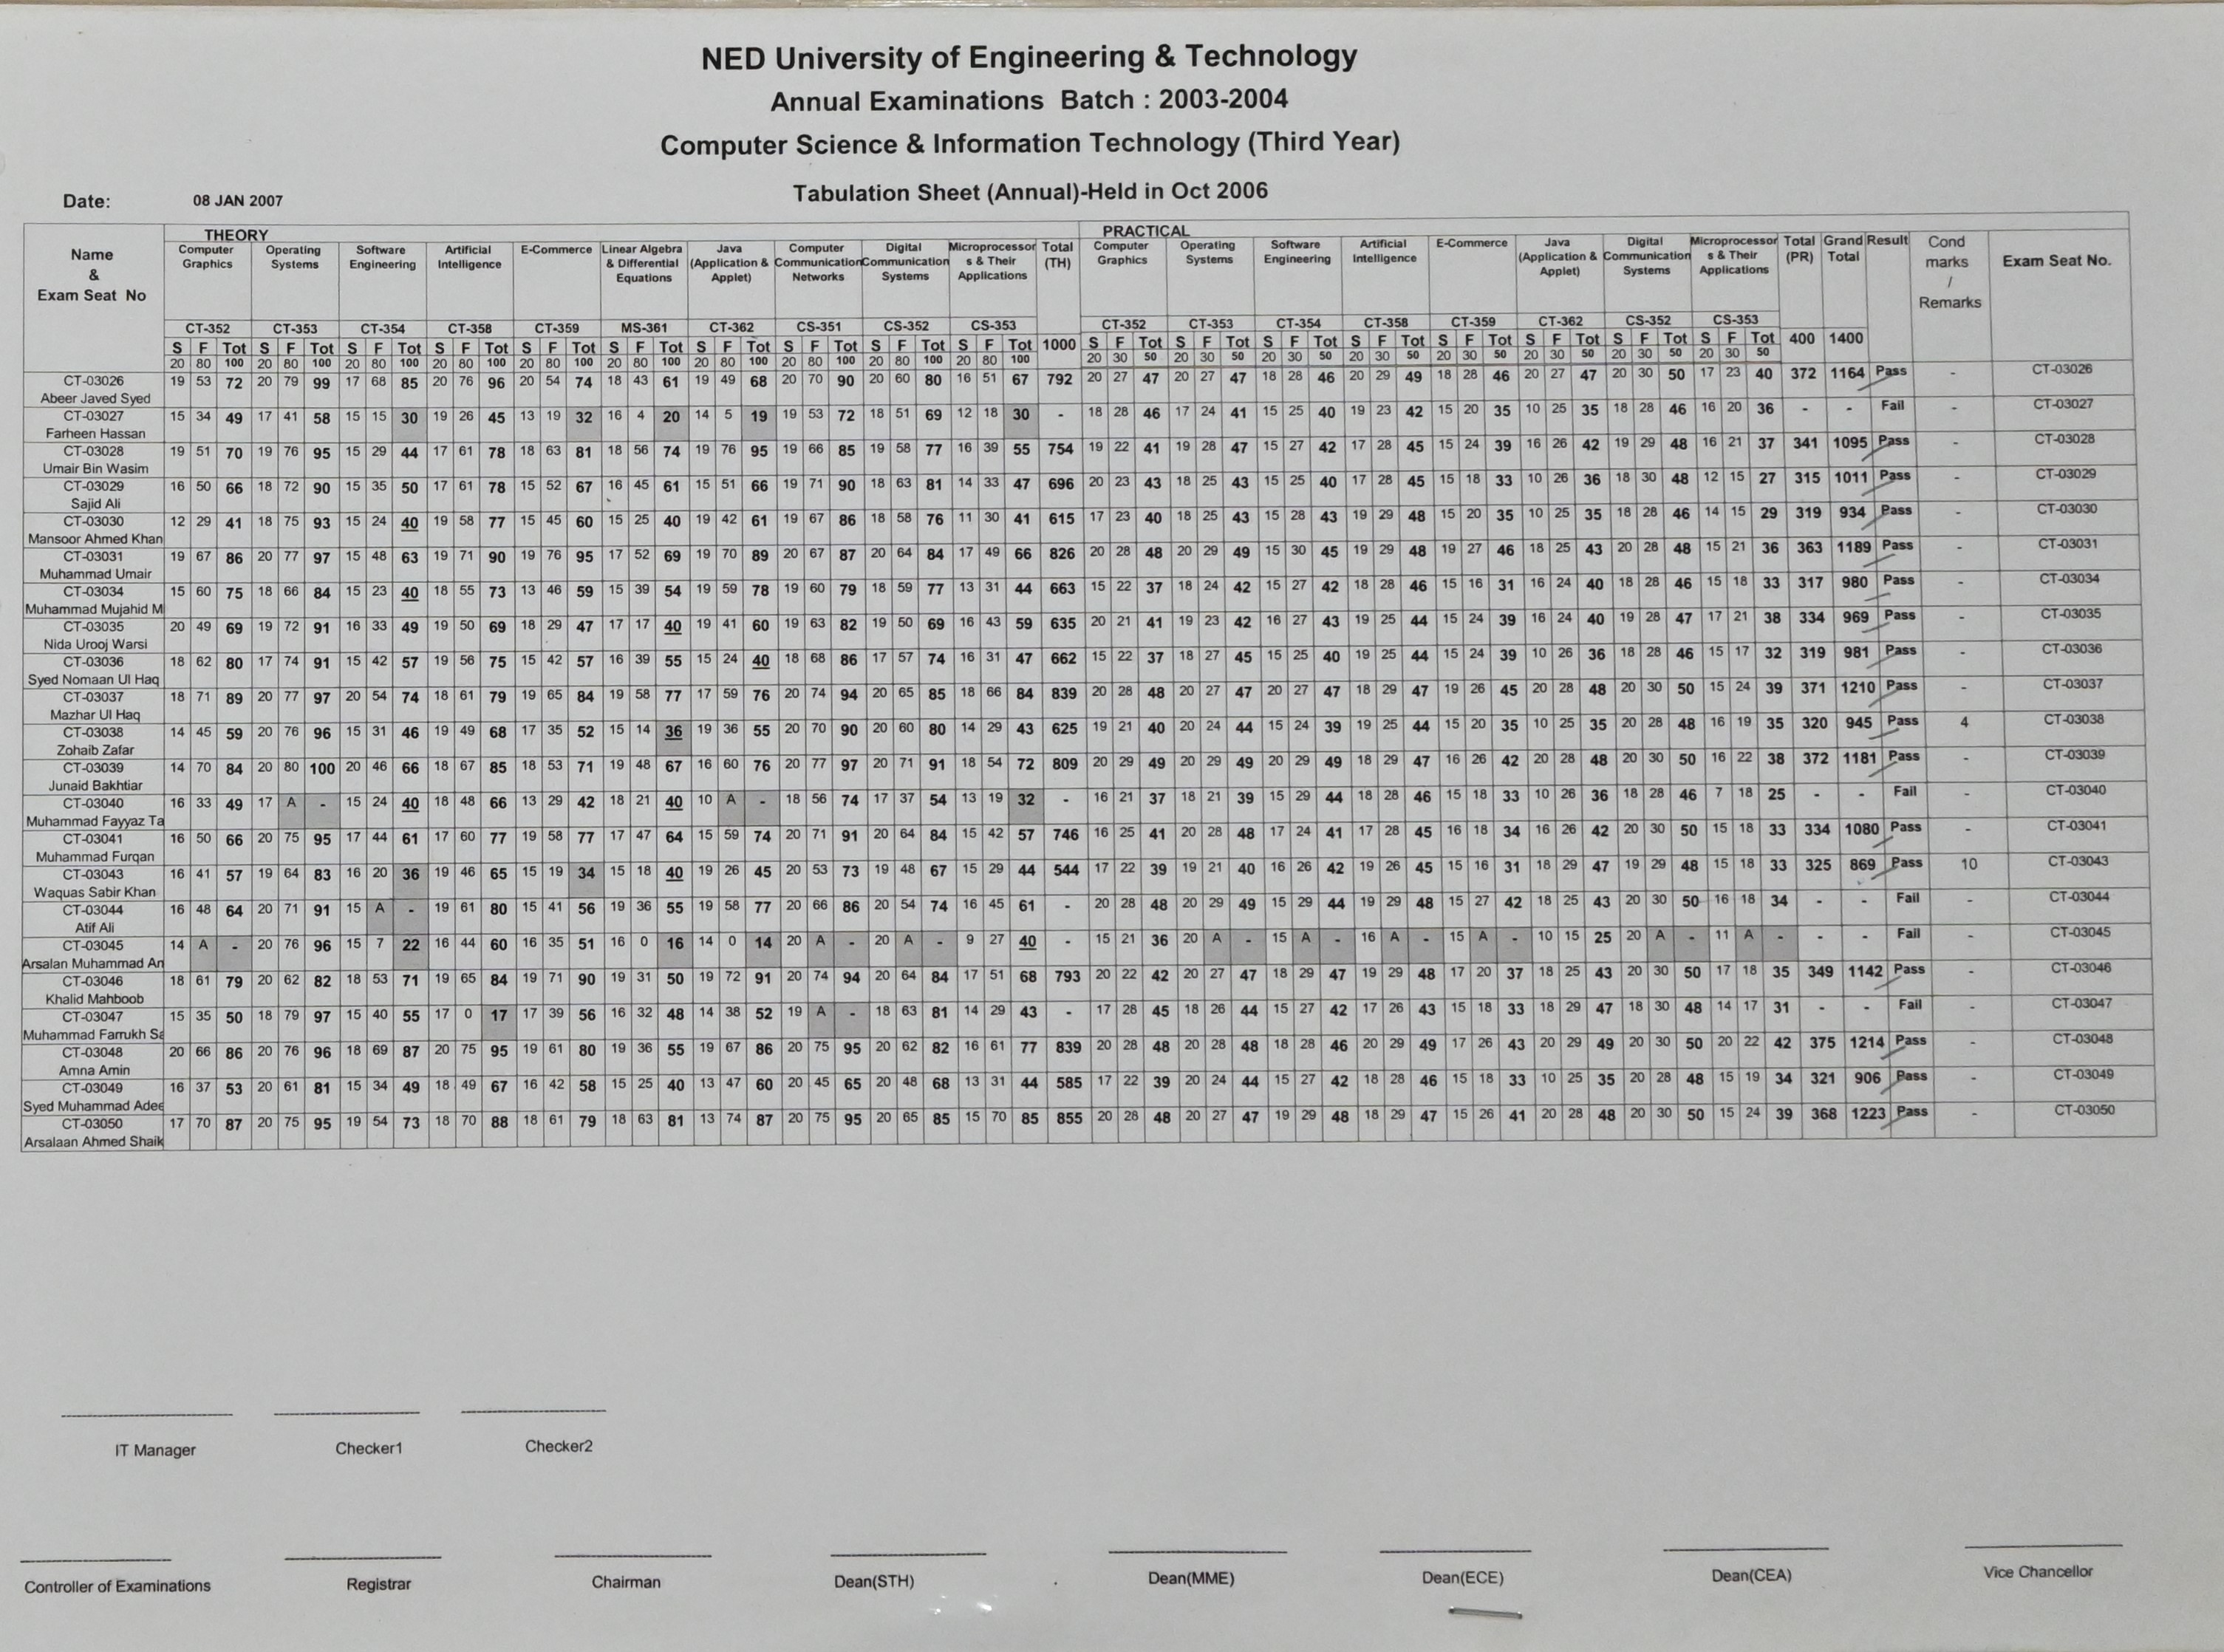 NED University of Engineering & Technology
Annual Examinations Batch : 2003-2004
Computer Science & Information Technology (Third Year)
Tabulation Sheet (Annual)-Held in Oct 2006
Date: 08 JAN 2007
THEORY PRACTICAL
Name & Exam Seat No Computer Graphics Operating Systems Software Engineering Artificial Intelligence E-Commerce Linear Algebra & Differential Equations Java (Application & Applet) Computer Communication Networks Digital Communication Systems Microprocessors & Their Applications Total (TH) Computer Graphics Operating Systems Software Engineering Artificial Intelligence E-Commerce Java (Application & Applet) Digital Communication Systems Microprocessors & Their Applications Total (PR) Grand Total Result Cond marks / Remarks Exam Seat No.
CT-352 CT-353 CT-354 CT-358 CT-359 MS-361 CT-362 CS-351 CS-352 CS-353 CT-352 CT-353 CT-354 CT-358 CT-359 CT-362 CS-352 CS-353
S F Tot S F Tot S F Tot S F Tot S F Tot S F Tot S F Tot S F Tot S F Tot S F Tot 1000 S F Tot S F Tot S F Tot S F Tot S F Tot S F Tot S F Tot S F Tot 400 1400
20 80 100 20 80 100 20 80 100 20 80 100 20 80 100 20 80 100 20 80 100 20 80 100 20 80 100 20 80 100 20 30 50 20 30 50 20 30 50 20 30 50 20 30 50 20 30 50 20 30 50 20 30 50
CT-03026 19 53 72 20 79 99 17 68 85 20 76 96 20 54 74 18 43 61 19 49 68 20 70 90 20 60 80 16 51 67 792 20 27 47 20 27 47 18 28 46 20 29 49 18 28 46 20 27 47 20 30 50 17 23 40 372 1164 Pass - CT-03026
Abeer Javed Syed
CT-03027 15 34 49 17 41 58 15 15 30 19 26 45 13 19 32 16 4 20 14 5 19 19 53 72 18 51 69 12 18 30 - 18 28 46 17 24 41 15 25 40 19 23 42 15 20 35 10 25 35 18 28 46 16 20 36 - - Fail - CT-03027
Farheen Hassan
CT-03028 19 51 70 19 76 95 15 29 44 17 61 78 18 63 81 18 56 74 19 76 95 19 66 85 19 58 77 16 39 55 754 19 22 41 19 28 47 15 27 42 17 28 45 15 24 39 16 26 42 19 29 48 16 21 37 341 1095 Pass - CT-03028
Umair Bin Wasim
CT-03029 16 50 66 18 72 90 15 35 50 17 61 78 15 52 67 16 45 61 15 51 66 19 71 90 18 63 81 14 33 47 696 20 23 43 18 25 43 15 25 40 17 28 45 15 18 33 10 26 36 18 30 48 12 15 27 315 1011 Pass - CT-03029
Sajid Ali
CT-03030 12 29 41 18 75 93 15 24 40 19 58 77 15 45 60 15 25 40 19 42 61 19 67 86 18 58 76 11 30 41 615 17 23 40 18 25 43 15 28 43 19 29 48 15 20 35 10 25 35 18 28 46 14 15 29 319 934 Pass - CT-03030
Mansoor Ahmed Khan
CT-03031 19 67 86 20 77 97 15 48 63 19 71 90 19 76 95 17 52 69 19 70 89 20 67 87 20 64 84 17 49 66 826 20 28 48 20 29 49 15 30 45 19 29 48 19 27 46 18 25 43 20 28 48 15 21 36 363 1189 Pass - CT-03031
Muhammad Umair
CT-03034 15 60 75 18 66 84 15 23 40 18 55 73 13 46 59 15 39 54 19 59 78 19 60 79 18 59 77 13 31 44 663 15 22 37 18 24 42 15 27 42 18 28 46 15 16 31 16 24 40 18 28 46 15 18 33 317 980 Pass - CT-03034
Muhammad Mujahid M
CT-03035 20 49 69 19 72 91 16 33 49 19 50 69 18 29 47 17 17 40 19 41 60 19 63 82 19 50 69 16 43 59 635 20 21 41 19 23 42 16 27 43 19 25 44 15 24 39 16 24 40 19 28 47 17 21 38 334 969 Pass - CT-03035
Nida Urooj Warsi
CT-03036 18 62 80 17 74 91 15 42 57 19 56 75 15 42 57 16 39 55 15 24 40 18 68 86 17 57 74 16 31 47 662 15 22 37 18 27 45 15 25 40 19 25 44 15 24 39 10 26 36 18 28 46 15 17 32 319 981 Pass - CT-03036
Syed Nomaan Ul Haq
CT-03037 18 71 89 20 77 97 20 54 74 18 61 79 19 65 84 19 58 77 17 59 76 20 74 94 20 65 85 18 66 84 839 20 28 48 20 27 47 20 27 47 18 29 47 19 26 45 20 28 48 20 30 50 15 24 39 371 1210 Pass - CT-03037
Mazhar Ul Haq
CT-03038 14 45 59 20 76 96 15 31 46 19 49 68 17 35 52 15 14 36 19 36 55 20 70 90 20 60 80 14 29 43 625 19 21 40 20 24 44 15 24 39 19 25 44 15 20 35 10 25 35 20 28 48 16 19 35 320 945 Pass 4 CT-03038
Zohaib Zafar
CT-03039 14 70 84 20 80 100 20 46 66 18 67 85 18 53 71 19 48 67 16 60 76 20 77 97 20 71 91 18 54 72 809 20 29 49 20 29 49 20 29 49 18 29 47 16 26 42 20 28 48 20 30 50 16 22 38 372 1181 Pass - CT-03039
Junaid Bakhtiar
CT-03040 16 33 49 17 A - 15 24 40 18 48 66 13 29 42 18 21 40 10 A - 18 56 74 17 37 54 13 19 32 - 16 21 37 18 21 39 15 29 44 18 28 46 15 18 33 10 26 36 18 28 46 7 18 25 - - Fail - CT-03040
Muhammad Fayyaz Ta
CT-03041 16 50 66 20 75 95 17 44 61 17 60 77 19 58 77 17 47 64 15 59 74 20 71 91 20 64 84 15 42 57 746 16 25 41 20 28 48 17 24 41 17 28 45 16 18 34 16 26 42 20 30 50 15 18 33 334 1080 Pass - CT-03041
Muhammad Furqan
CT-03043 16 41 57 19 64 83 16 20 36 19 46 65 15 19 34 15 18 40 19 26 45 20 53 73 19 48 67 15 29 44 544 17 22 39 19 21 40 16 26 42 19 26 45 15 16 31 18 29 47 19 29 48 15 18 33 325 869 Pass 10 CT-03043
Waquas Sabir Khan
CT-03044 16 48 64 20 71 91 15 A - 19 61 80 15 41 56 19 36 55 19 58 77 20 66 86 20 54 74 16 45 61 - 20 28 48 20 29 49 15 29 44 19 29 48 15 27 42 18 25 43 20 30 50 16 18 34 - - Fail - CT-03044
Atif Ali
CT-03045 14 A - 20 76 96 15 7 22 16 44 60 16 35 51 16 0 16 14 0 14 20 A - 20 A - 9 27 40 - 15 21 36 20 A - 15 A - 16 A - 15 A - 10 15 25 20 A - 11 A - - - Fail - CT-03045
Arsalan Muhammad An
CT-03046 18 61 79 20 62 82 18 53 71 19 65 84 19 71 90 19 31 50 19 72 91 20 74 94 20 64 84 17 51 68 793 20 22 42 20 27 47 18 29 47 19 29 48 17 20 37 18 25 43 20 30 50 17 18 35 349 1142 Pass - CT-03046
Khalid Mahboob
CT-03047 15 35 50 18 79 97 15 40 55 17 0 17 17 39 56 16 32 48 14 38 52 19 A - 18 63 81 14 29 43 - 17 28 45 18 26 44 15 27 42 17 26 43 15 18 33 18 29 47 18 30 48 14 17 31 - - Fail - CT-03047
Muhammad Farrukh Sa
CT-03048 20 66 86 20 76 96 18 69 87 20 75 95 19 61 80 19 36 55 19 67 86 20 75 95 20 62 82 16 61 77 839 20 28 48 20 28 48 18 28 46 20 29 49 17 26 43 20 29 49 20 30 50 20 22 42 375 1214 Pass - CT-03048
Amna Amin
CT-03049 16 37 53 20 61 81 15 34 49 18 49 67 16 42 58 15 25 40 13 47 60 20 45 65 20 48 68 13 31 44 585 17 22 39 20 24 44 15 27 42 18 28 46 15 18 33 10 25 35 20 28 48 15 19 34 321 906 Pass - CT-03049
Syed Muhammad Adee
CT-03050 17 70 87 20 75 95 19 54 73 18 70 88 18 61 79 18 63 81 13 74 87 20 75 95 20 65 85 15 70 85 855 20 28 48 20 27 47 19 29 48 18 29 47 15 26 41 20 28 48 20 30 50 15 24 39 368 1223 Pass - CT-03050
Arsalaan Ahmed Shaik
IT Manager Checker1 Checker2
Controller of Examinations Registrar Chairman Dean(STH) Dean(MME) Dean(ECE) Dean(CEA) Vice Chancellor